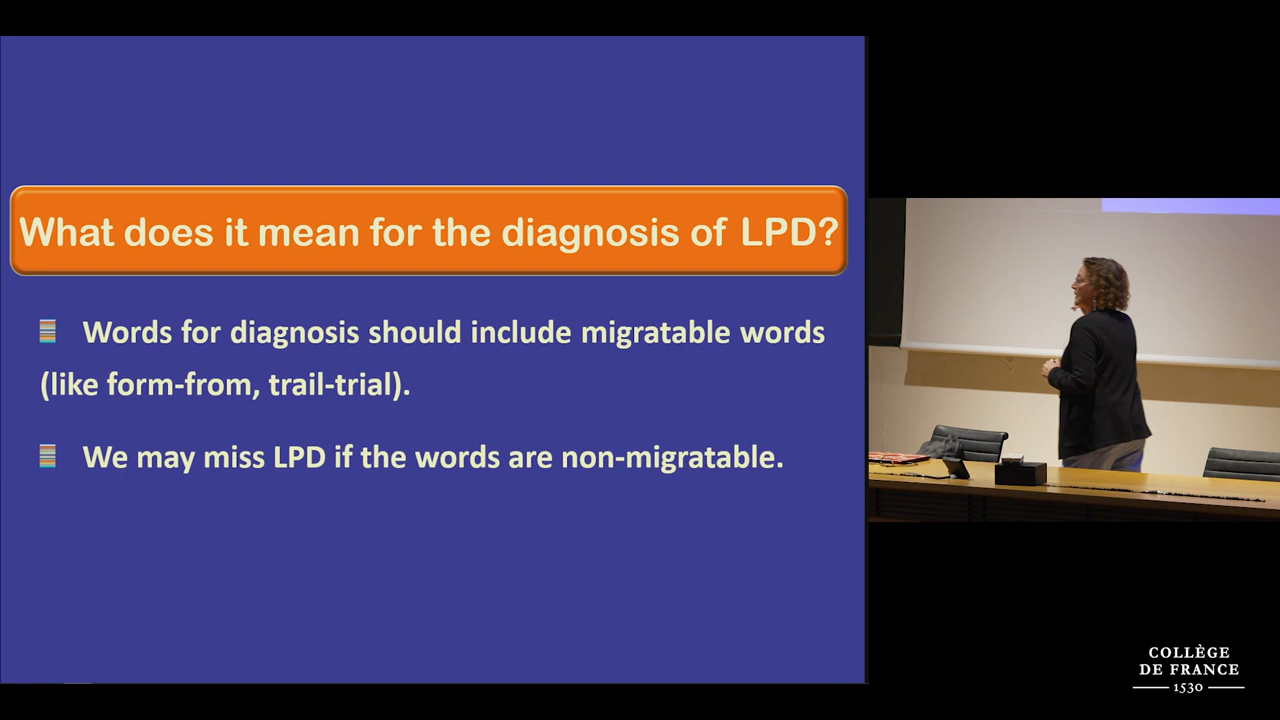 What does it mean for the diagnosis of LPD?
Words for diagnosis should include migratable words
(like form-from, trail-trial).
We may miss LPD if the words are non-migratable.
COLLÈGE
DE FRANCE
1530